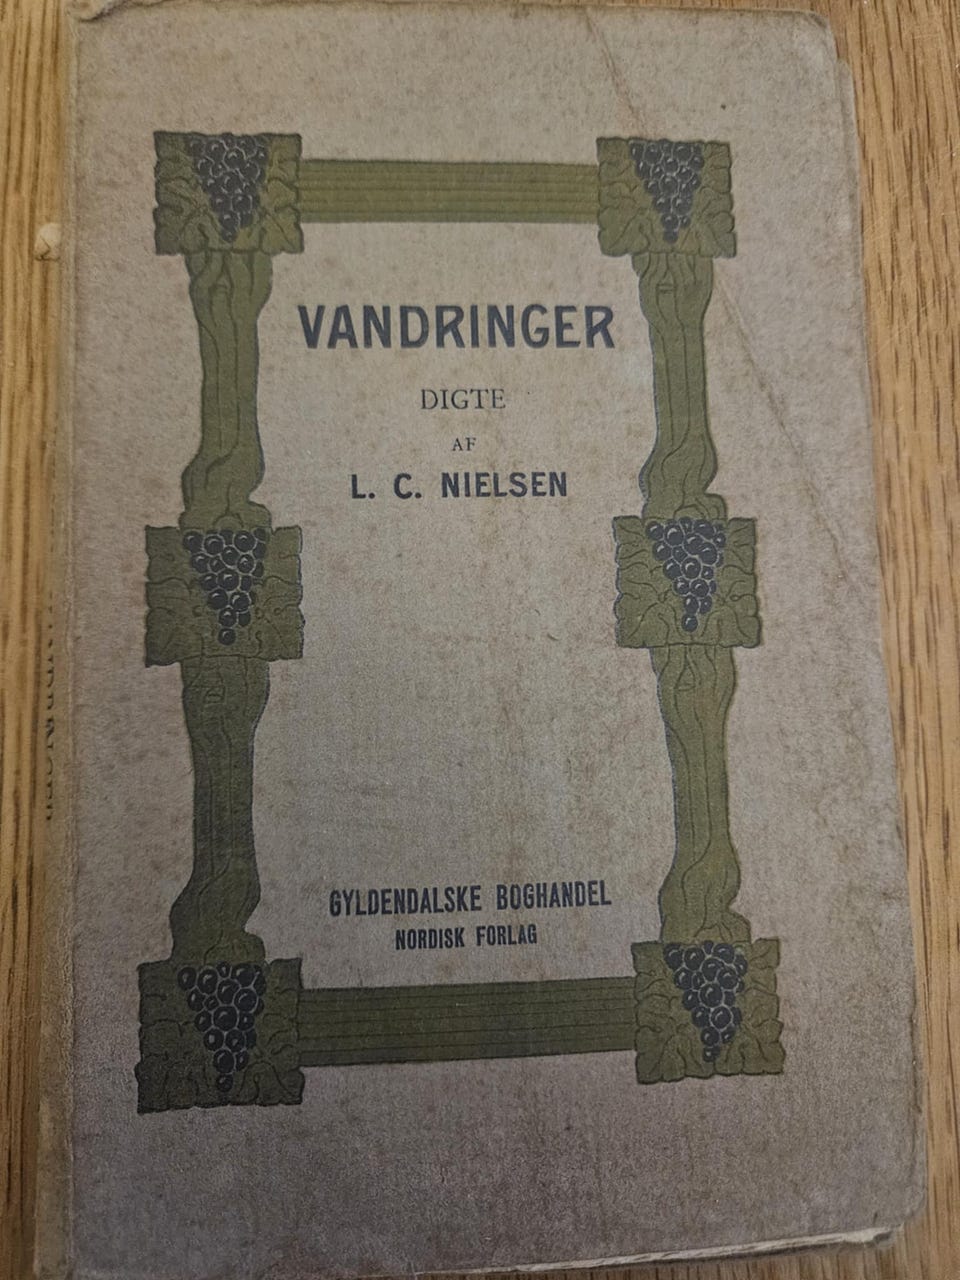 VANDRINGER
DIGTE
AF
L. C. NIELSEN
GYLDENDALSKE BOGHANDEL
NORDISK FORLAG